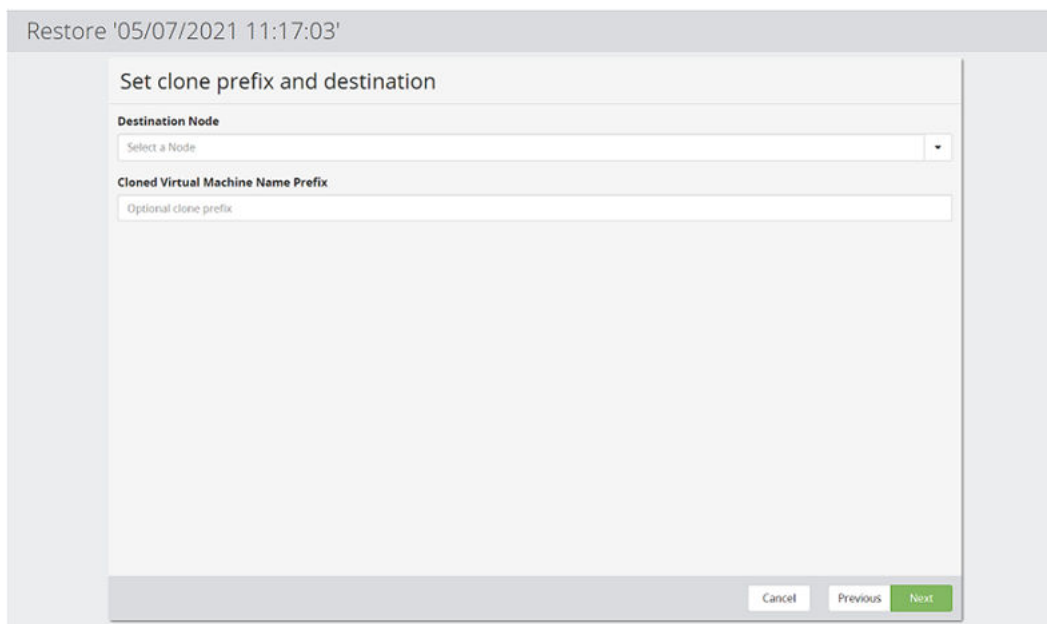 Restore '05/07/2021 11:17:03'
Set clone prefix and destination
Destination Node
Select a Node
Cloned Virtual Machine Name Prefix
Optional clone prefix
Cancel Previous Next